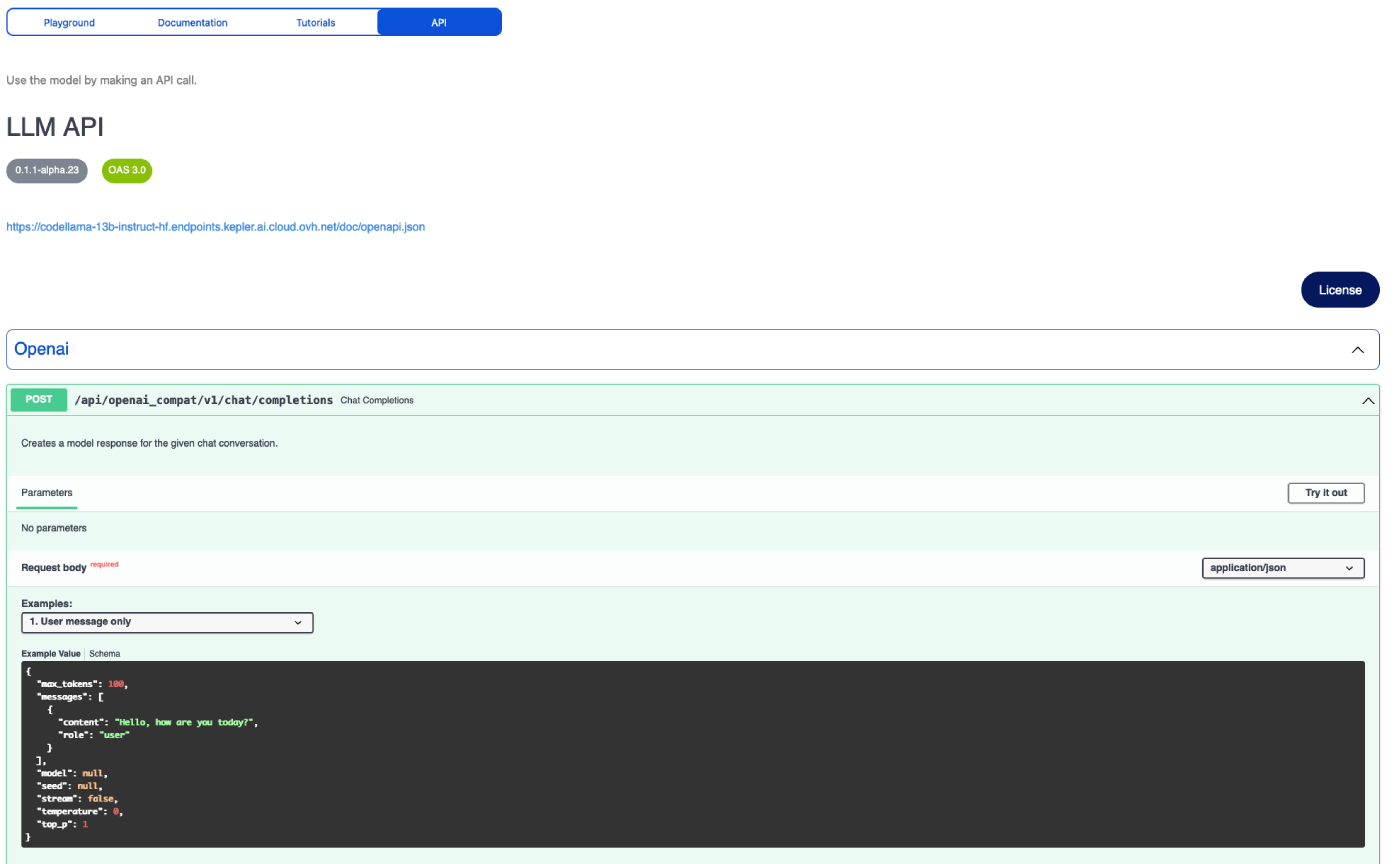 Playground Documentation Tutorials API
Use the model by making an API call.
LLM API
0.1.1-alpha.23 OAS 3.0
https://codellama-13b-instruct-hf.endpoints.kepler.ai.cloud.ovh.net/doc/openapi.json
License
Openai
POST /api/openai_compat/v1/chat/completions Chat Completions
Creates a model response for the given chat conversation.
Parameters Try it out
No parameters
Request body required application/json
Examples:
1. User message only
Example Value Schema
{
"max_tokens": 100,
"messages": [
{
"content": "Hello, how are you today?",
"role": "user"
}
],
"model": null,
"seed": null,
"stream": false,
"temperature": 0,
"top_p": 1
}